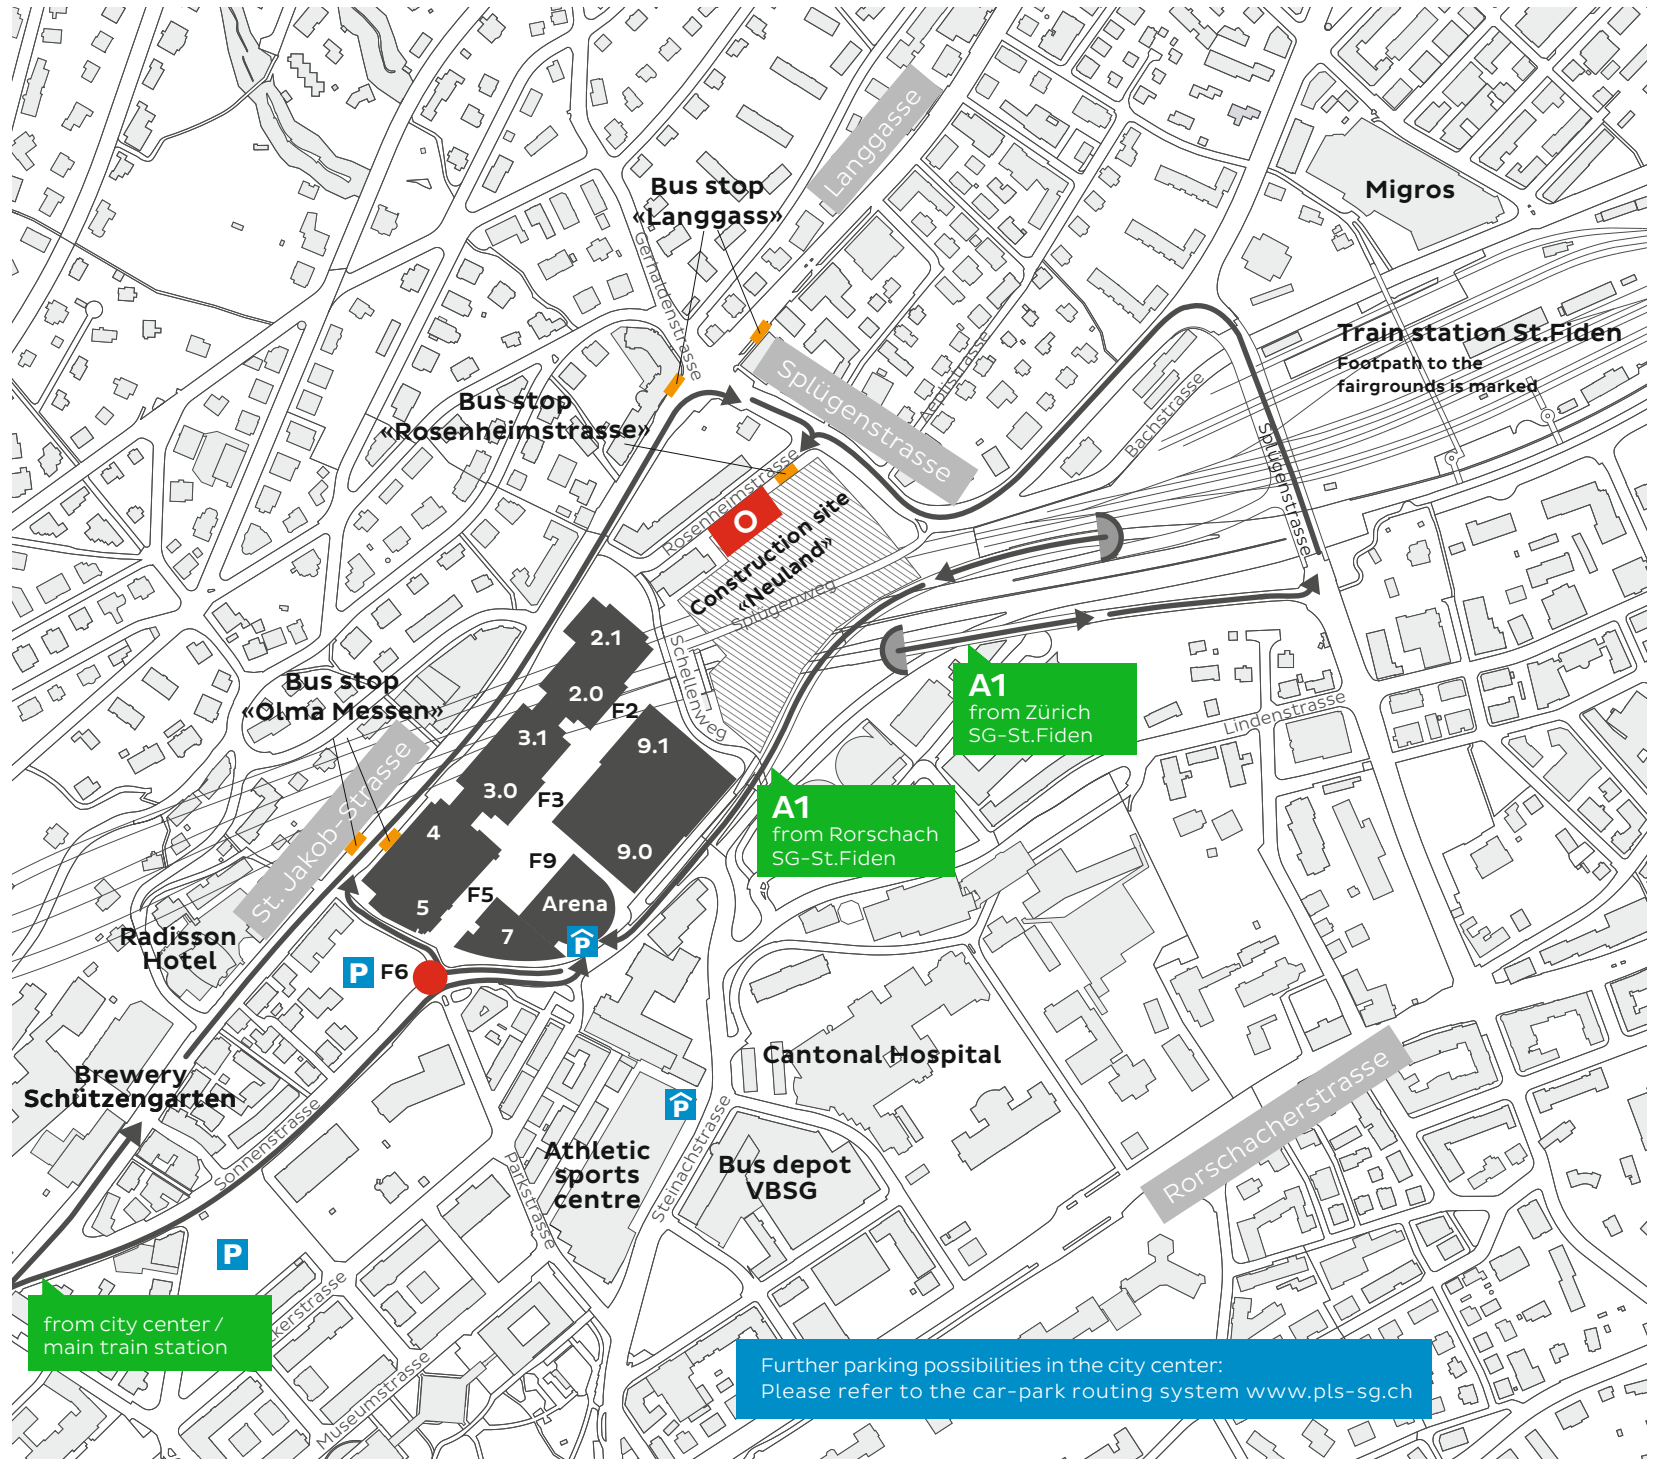 Langgasse
Bus stop
«Langgass»
Migros
Gerhaldenstrasse
Train station St.Fiden
Footpath to the
fairgrounds is marked
Splügenstrasse
Aepplistrasse
Bachstrasse
Splügenstrasse
Bus stop
«Rosenheimstrasse»
Rosenheimstrasse
O
Construction site
«Neuland»
Splügenweg
Schellenweg
2.1
2.0
F2
3.1
3.0
F3
9.1
9.0
4
5
F5
F9
7
Arena
P
Bus stop
«Olma Messen»
St. Jakob Strasse
A1
from Zürich
SG-St.Fiden
Lindenstrasse
A1
from Rorschach
SG-St.Fiden
Radisson
Hotel
P
F6
Brewery
Schützengarten
Sonnenstrasse
Cantonal Hospital
P
Athletic
sports
centre
Parkstrasse
Steinachstrasse
Bus depot
VBSG
Rorschacherstrasse
P
from city center /
main train station
ckerstrasse
Museumstrasse
Further parking possibilities in the city center:
Please refer to the car-park routing system www.pls-sg.ch